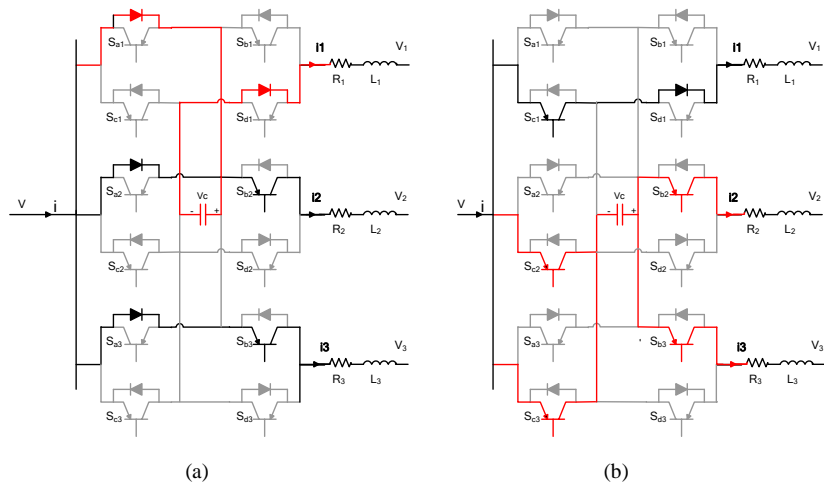 i1 V1
Sa1 Sb1
R1 L1
Sc1 Sd1
V i
Sa2 Sb2
- Vc +
i2 V2
R2 L2
Sc2 Sd2
Sa3 Sb3
i3 V3
R3 L3
Sc3 Sd3
(a)
i1 V1
Sa1 Sb1
R1 L1
Sc1 Sd1
V i
Sa2 Sb2
- Vc +
i2 V2
R2 L2
Sc2 Sd2
Sa3 Sb3
i3 V3
R3 L3
Sc3 Sd3
(b)